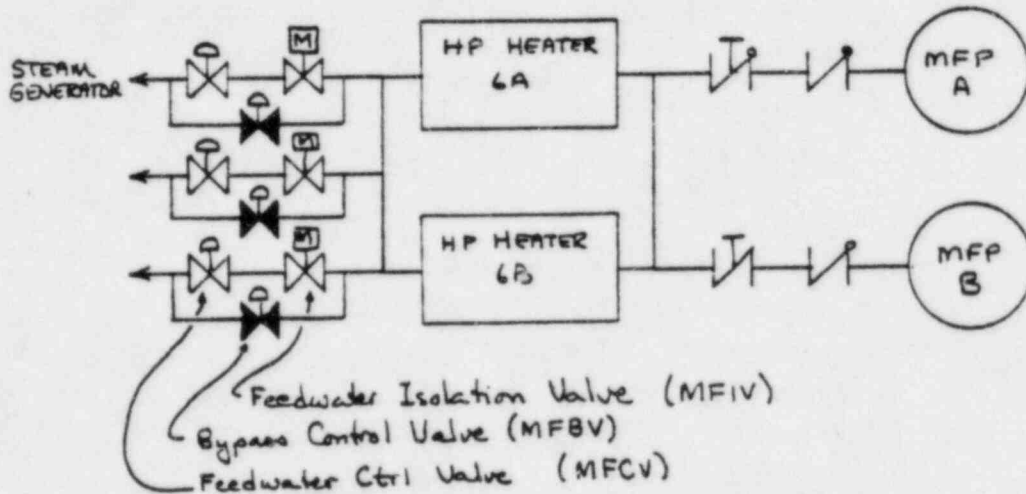 STEAM
GENERATOR
M
HP HEATER
6A
MFP
A
M
M
HP HEATER
6B
MFP
B
Feedwater Isolation Valve (MFIV)
Bypass Control Valve (MFBV)
Feedwater Ctrl Valve (MFCV)